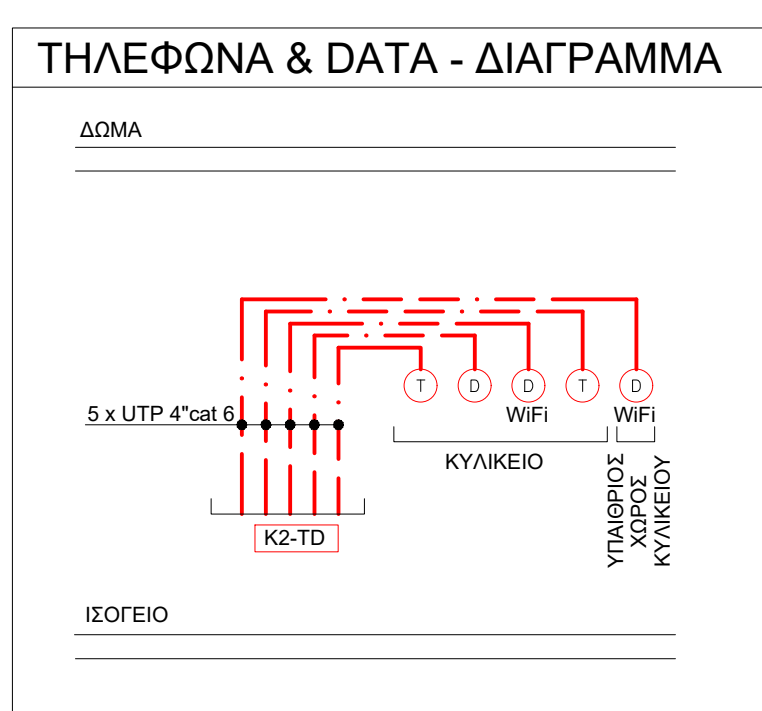 ΤΗΛΕΦΩΝΑ & DATA - ΔΙΑΓΡΑΜΜΑ
ΔΩΜΑ
T D D T D
5 x UTP 4"cat 6
WiFi WiFi
ΚΥΛΙΚΕΙΟ
ΥΠΑΙΘΡΙΟΣ
ΧΩΡΟΣ
ΚΥΛΙΚΕΙΟΥ
K2-TD
ΙΣΟΓΕΙΟ